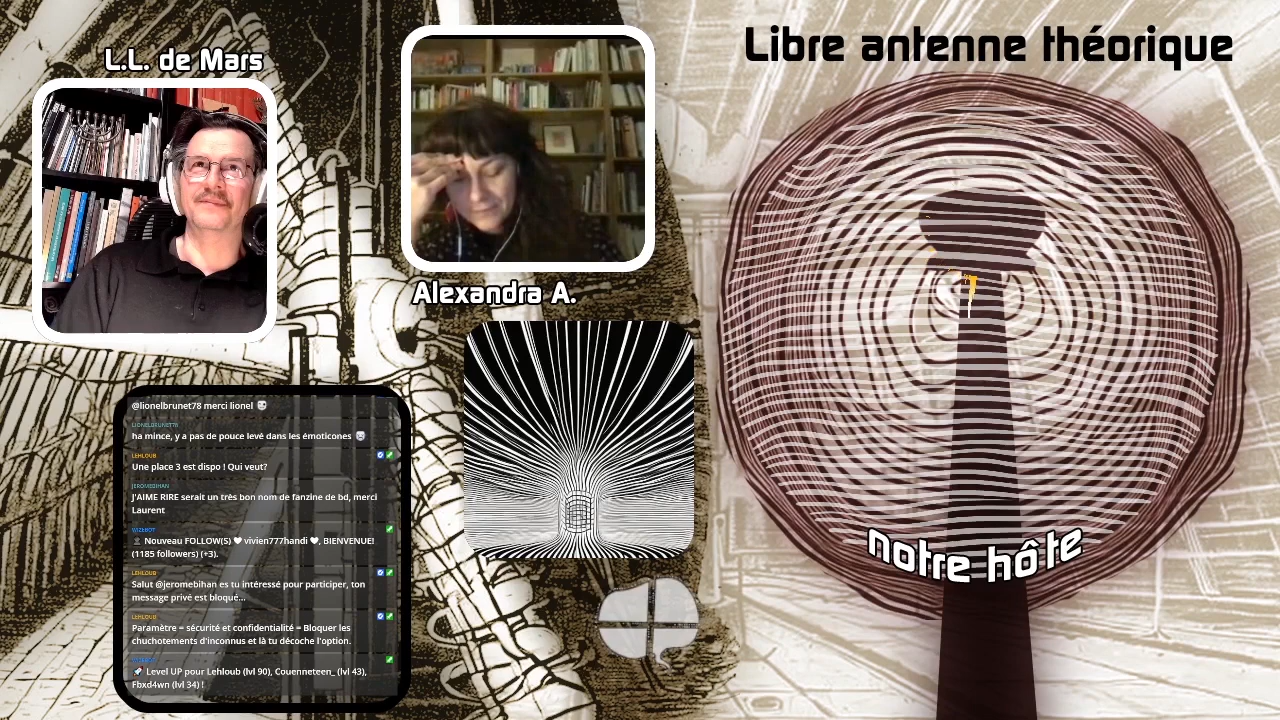 Libre antenne théorique
L.L. de Mars
Alexandra A.
@lionelbrunet78 merci lionel
LIONELBRUNET78
ha mince, y a pas de pouce levé dans les émoticones
LEHLOUB
Une place 3 est dispo ! Qui veut?
JEROMEBIHAN
J'AIME RIRE serait un très bon nom de fanzine de bd, merci
Laurent
WIZEBOT
Nouveau FOLLOW(S) vivien777handi , BIENVENUE!
(1185 followers) (+3).
LEHLOUB
Salut @jeromebihan es tu intéressé pour participer, ton
message privé est bloqué...
LEHLOUB
Paramètre = sécurité et confidentialité = Bloquer les
chuchotements d'inconnus et là tu décoche l'option.
WIZEBOT
Level UP pour Lehloub (lvl 90), Couenneteen_ (lvl 43),
Fbxd4wn (lvl 34) !
notre hôte